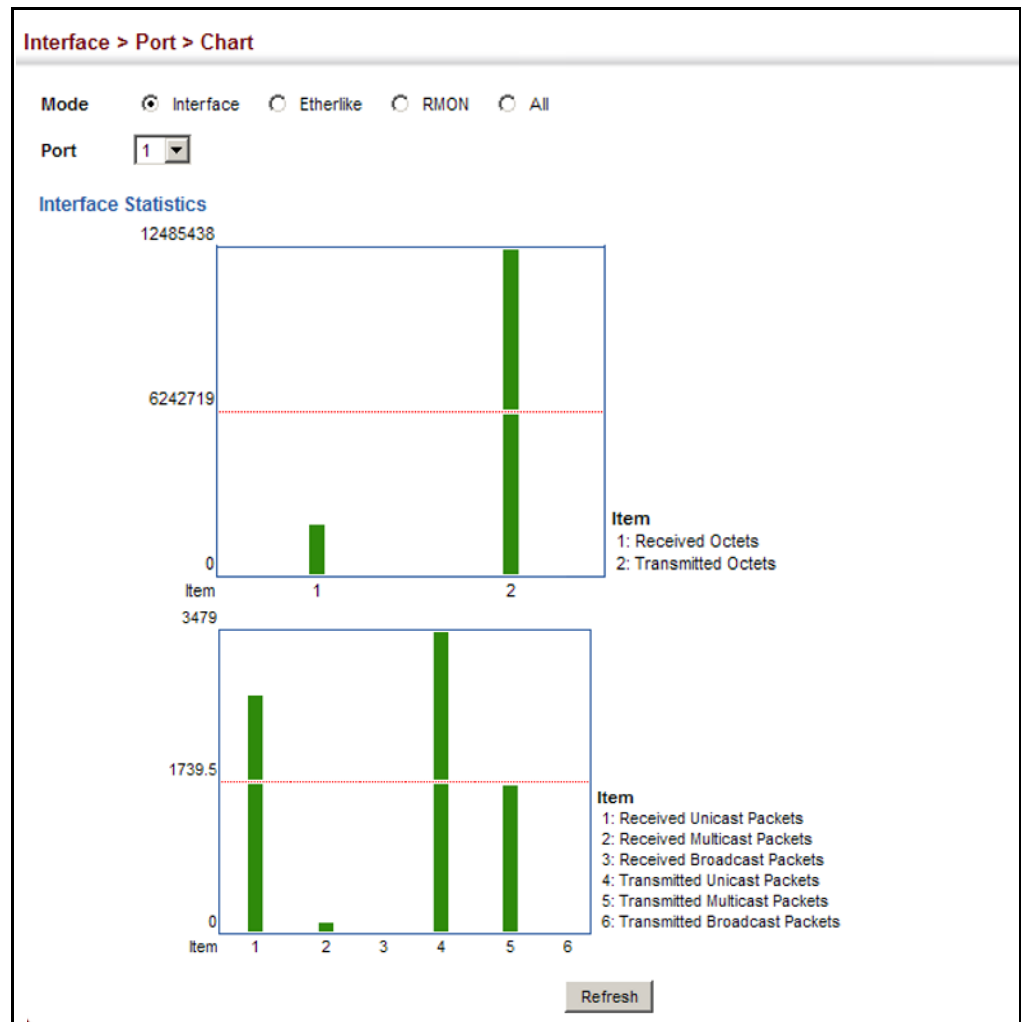 Interface > Port > Chart
Mode Interface Etherlike RMON All
Port 1
Interface Statistics
12485438
6242719
0
Item 1 2
Item
1: Received Octets
2: Transmitted Octets
3479
1739.5
0
Item 1 2 3 4 5 6
Item
1: Received Unicast Packets
2: Received Multicast Packets
3: Received Broadcast Packets
4: Transmitted Unicast Packets
5: Transmitted Multicast Packets
6: Transmitted Broadcast Packets
Refresh